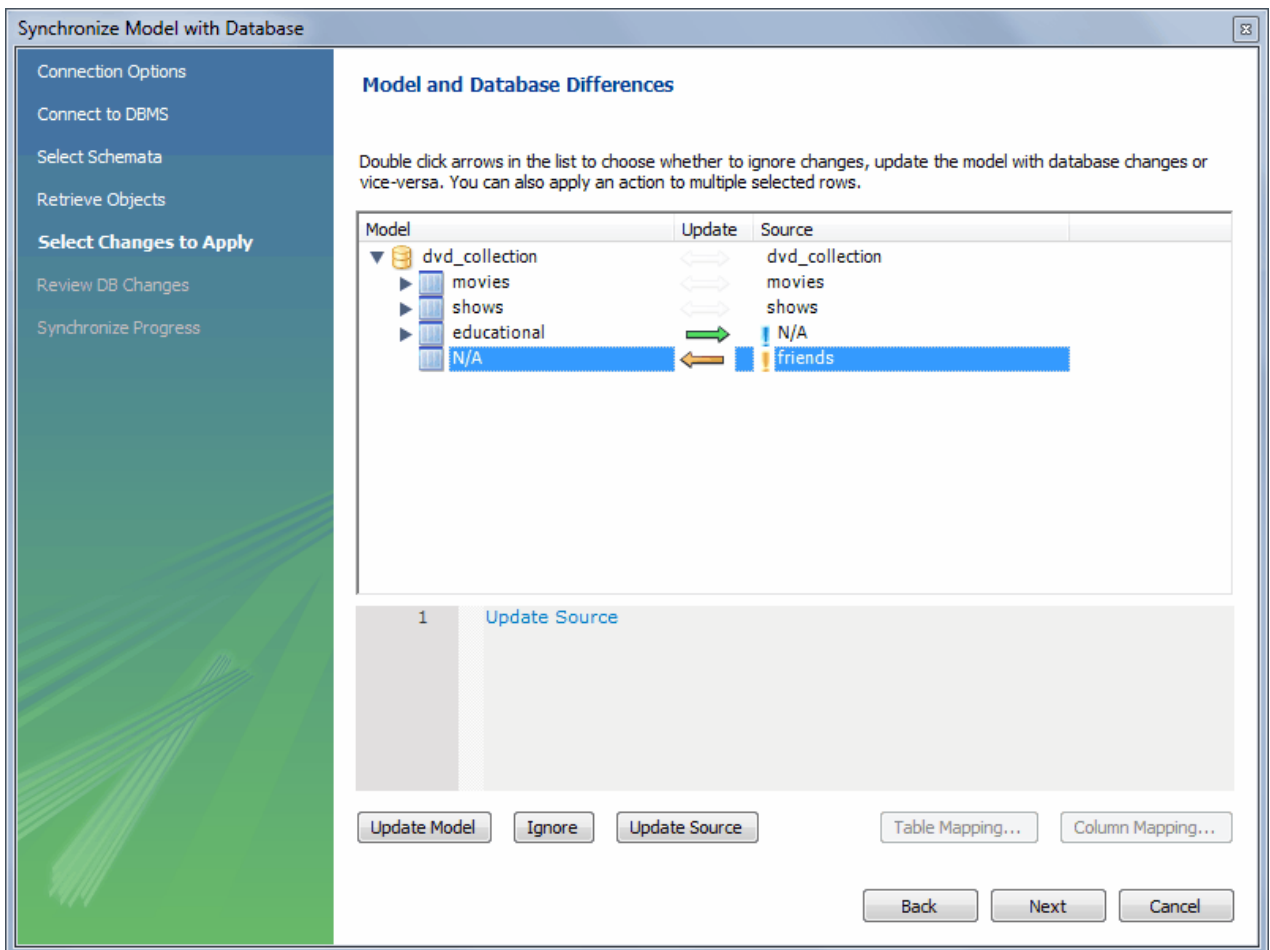 Synchronize Model with Database
Connection Options
Connect to DBMS
Select Schemata
Retrieve Objects
Select Changes to Apply
Review DB Changes
Synchronize Progress
Model and Database Differences
Double click arrows in the list to choose whether to ignore changes, update the model with database changes or
vice-versa. You can also apply an action to multiple selected rows.
Model Update Source
dvd_collection dvd_collection
movies movies
shows shows
educational N/A
N/A friends
1 Update Source
Update Model Ignore Update Source Table Mapping... Column Mapping...
Back Next Cancel